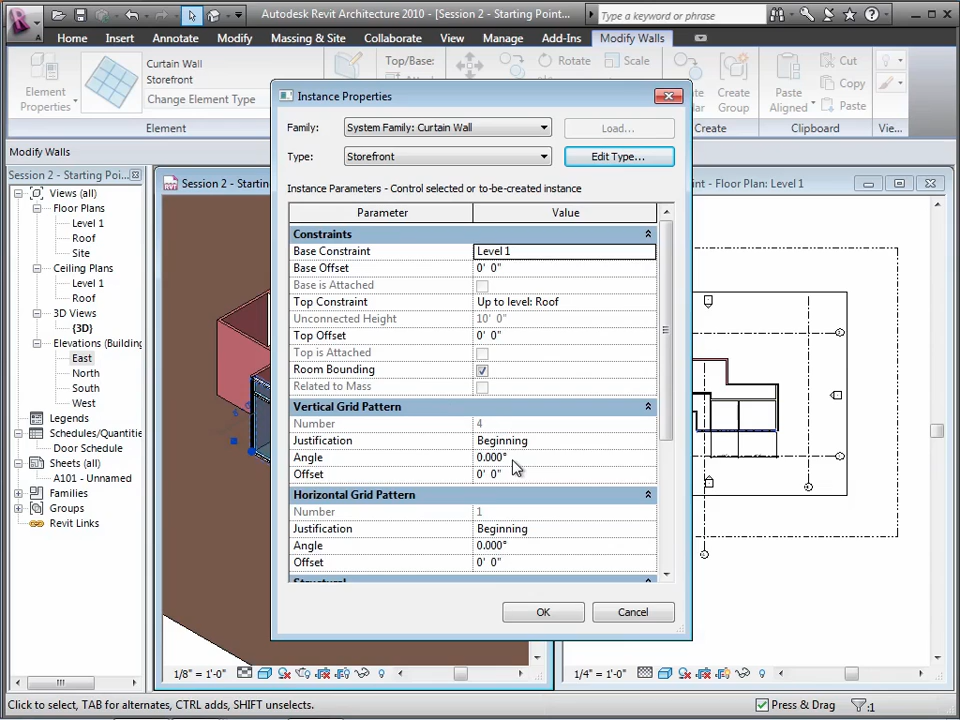 Autodesk Revit Architecture 2010 - [Session 2 - Starting Point...
Type a keyword or phrase
Home Insert Annotate Modify Massing & Site Collaborate View Manage Add-Ins Modify Walls
Element
Properties
Curtain Wall
Storefront
Change Element Type
Top/Base:
Rotate
Scale
Create
Group
Paste
Aligned
Cut
Copy
Paste
Element
Create
Clipboard
Vie...
Modify Walls
Session 2 - Starting Poi...
Views (all)
Floor Plans
Level 1
Roof
Site
Ceiling Plans
Level 1
Roof
3D Views
{3D}
Elevations (Building
East
North
South
West
Legends
Schedules/Quantitie
Door Schedule
Sheets (all)
A101 - Unnamed
Families
Groups
Revit Links
Session 2 - Startin
nt - Floor Plan: Level 1
Instance Properties
Family: System Family: Curtain Wall Load...
Type: Storefront Edit Type...
Instance Parameters - Control selected or to-be-created instance
Parameter Value
Constraints
Base Constraint Level 1
Base Offset 0' 0"
Base is Attached
Top Constraint Up to level: Roof
Unconnected Height 10' 0"
Top Offset 0' 0"
Top is Attached
Room Bounding
Related to Mass
Vertical Grid Pattern
Number 4
Justification Beginning
Angle 0.000°
Offset 0' 0"
Horizontal Grid Pattern
Number 1
Justification Beginning
Angle 0.000°
Offset 0' 0"
Structural
OK Cancel
1/8" = 1'-0"
1/4" = 1'-0"
Click to select, TAB for alternates, CTRL adds, SHIFT unselects.
Press & Drag
:1